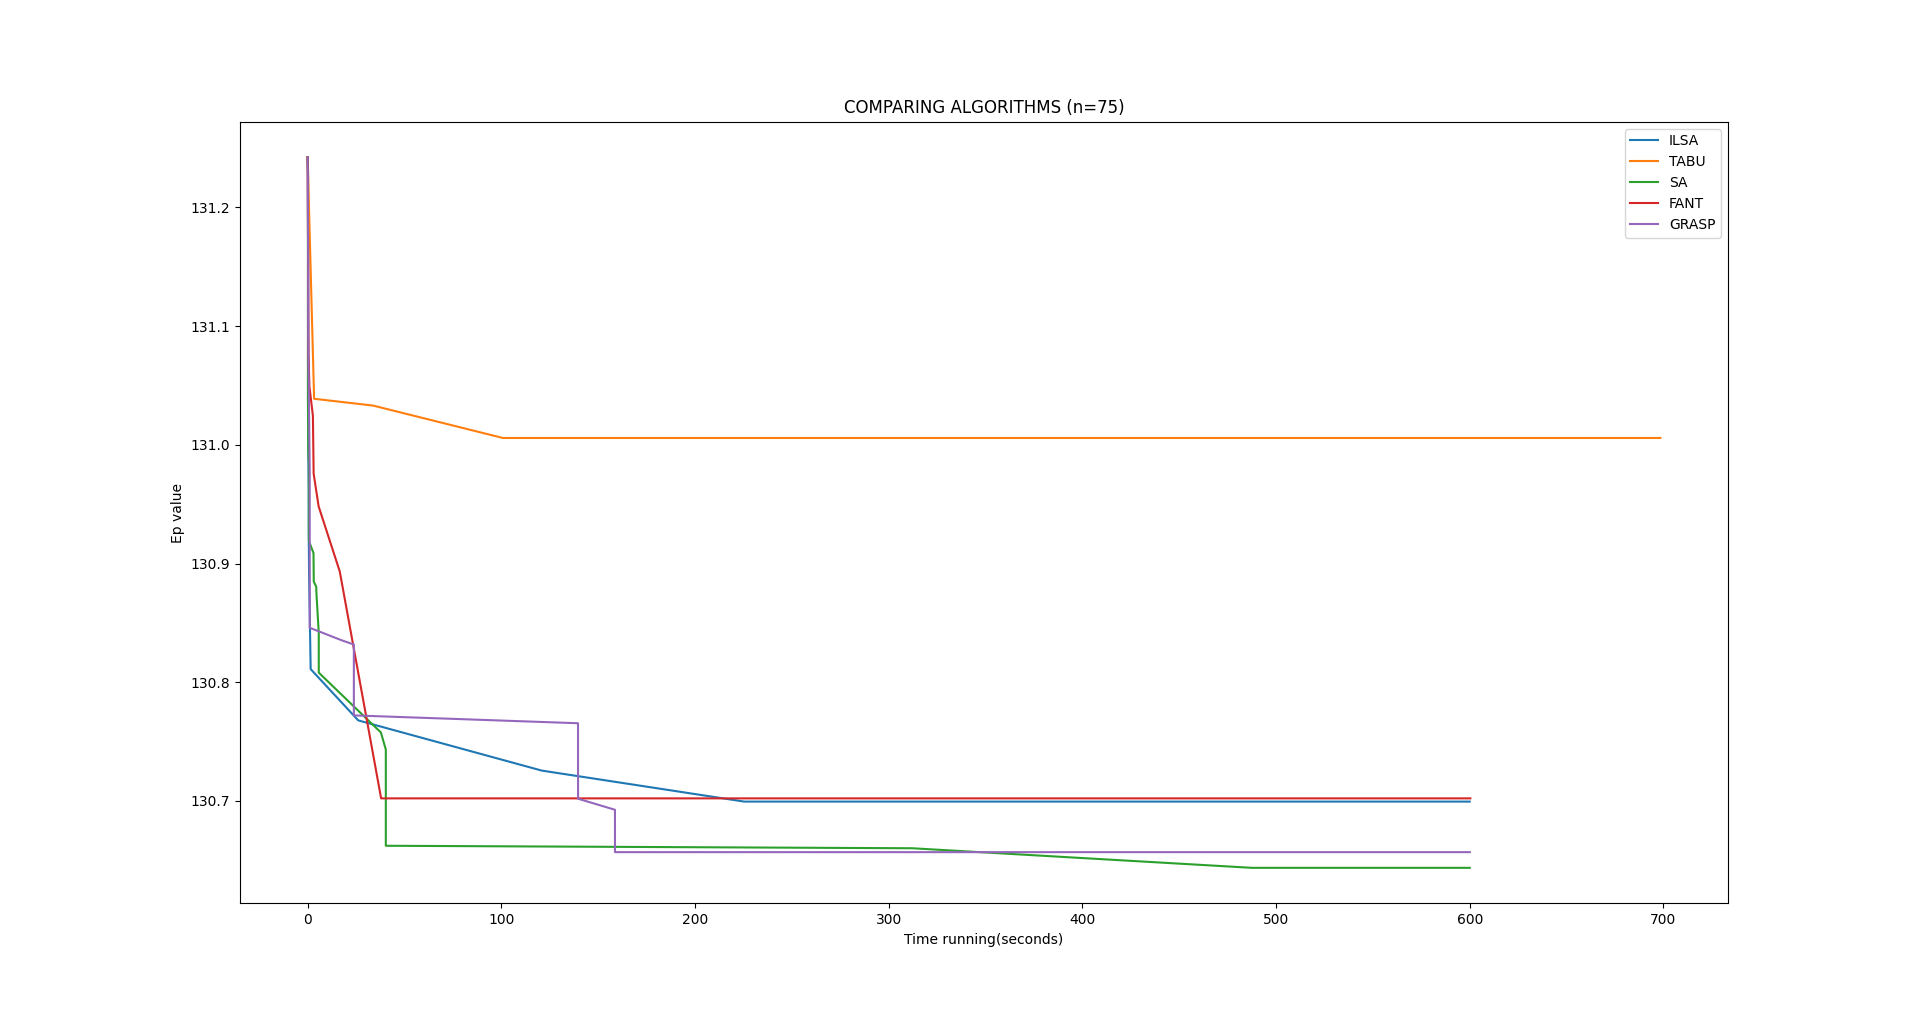 COMPARING ALGORITHMS (n=75)
ILSA
TABU
SA
FANT
GRASP
131.2
131.1
131.0
130.9
130.8
130.7
Ep value
0 100 200 300 400 500 600 700
Time running(seconds)